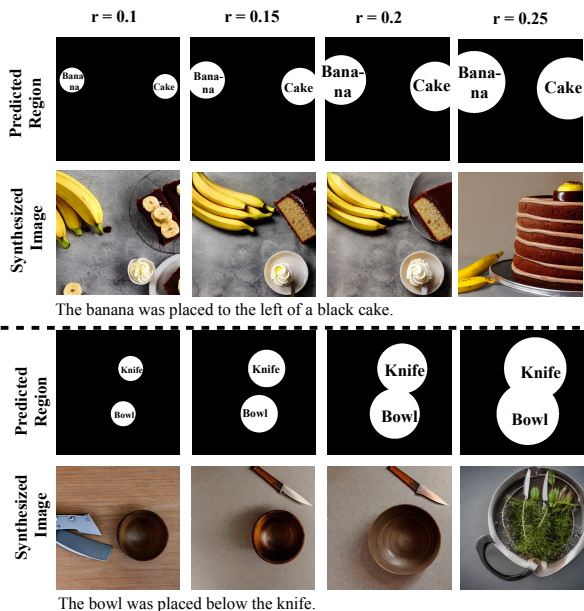 r = 0.1 r = 0.15 r = 0.2 r = 0.25
Predicted
Region
Bana
na
Cake
Bana-
na
Cake
Bana-
na
Cake
Bana-
na
Cake
Synthesized
Image
The banana was placed to the left of a black cake.
Predicted
Region
Knife
Bowl
Knife
Bowl
Knife
Bowl
Knife
Bowl
Synthesized
Image
The bowl was placed below the knife.